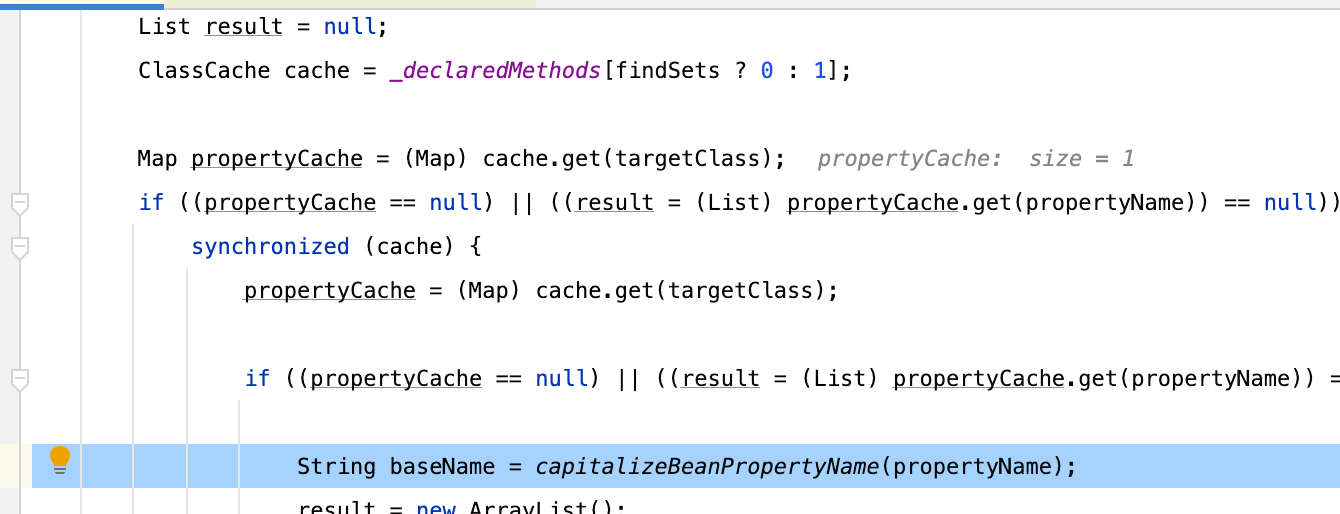 List result = null;
ClassCache cache = _declaredMethods[findSets ? 0 : 1];
Map propertyCache = (Map) cache.get(targetClass); propertyCache: size = 1
if ((propertyCache == null) || ((result = (List) propertyCache.get(propertyName)) == null))
synchronized (cache) {
propertyCache = (Map) cache.get(targetClass);
if ((propertyCache == null) || ((result = (List) propertyCache.get(propertyName)) =
String baseName = capitalizeBeanPropertyName(propertyName);
result = new ArrayList();